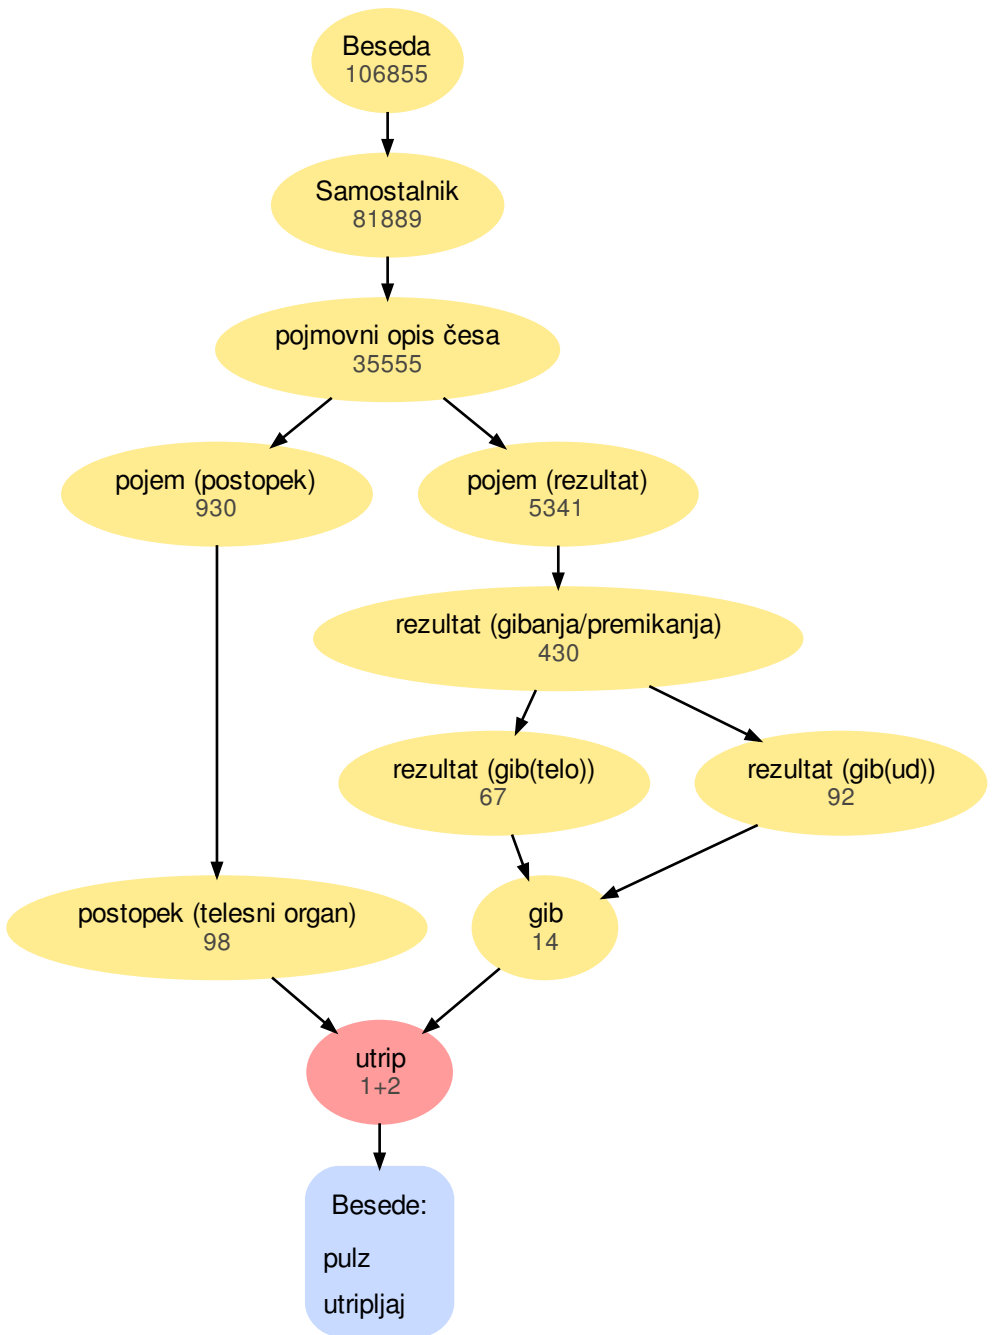 Beseda
106855
Samostalnik
81889
pojmovni opis česa
35555
pojem (postopek)
930
pojem (rezultat)
5341
rezultat (gibanja/premikanja)
430
rezultat (gib(telo))
67
rezultat (gib(ud))
92
postopek (telesni organ)
98
gib
14
utrip
1+2
Besede:
pulz
utripljaj